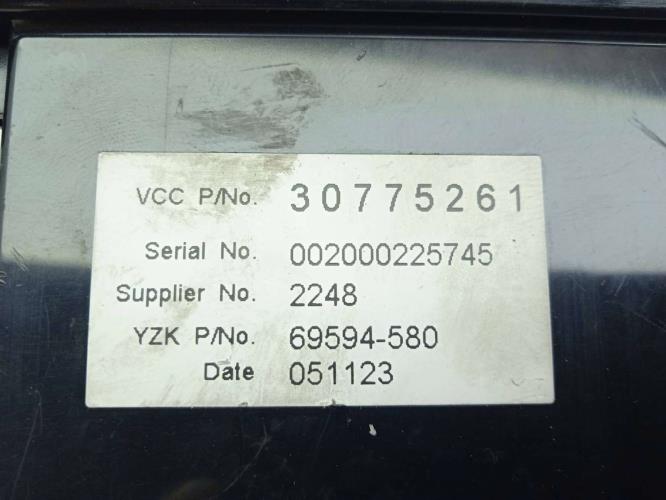 VCC P/No. 30775261
Serial No. 002000225745
Supplier No. 2248
YZK P/No. 69594-580
Date 051123